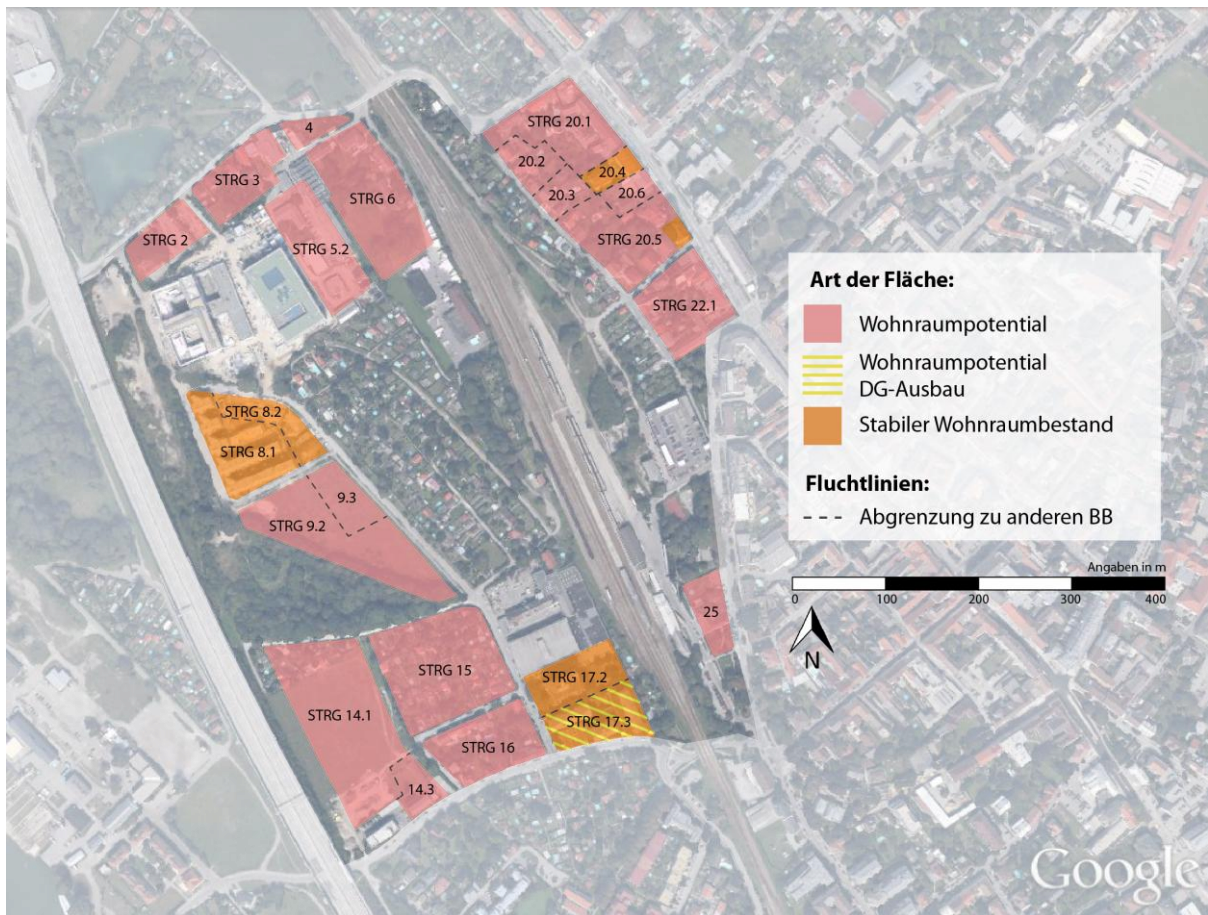 4
STRG 20.1
STRG 3
20.2
20.4
STRG 6
20.3
20.6
STRG 2
STRG 5.2
STRG 20.5
STRG 22.1
Art der Fläche:
Wohnraumpotential
Wohnraumpotential
DG-Ausbau
Stabiler Wohnraumbestand
Fluchtlinien:
Abgrenzung zu anderen BB
STRG 8.2
STRG 8.1
9.3
STRG 9.2
Angaben in m
0
100
200
300
400
N
25
STRG 15
STRG 17.2
STRG 14.1
STRG 17.3
STRG 16
14.3
Google